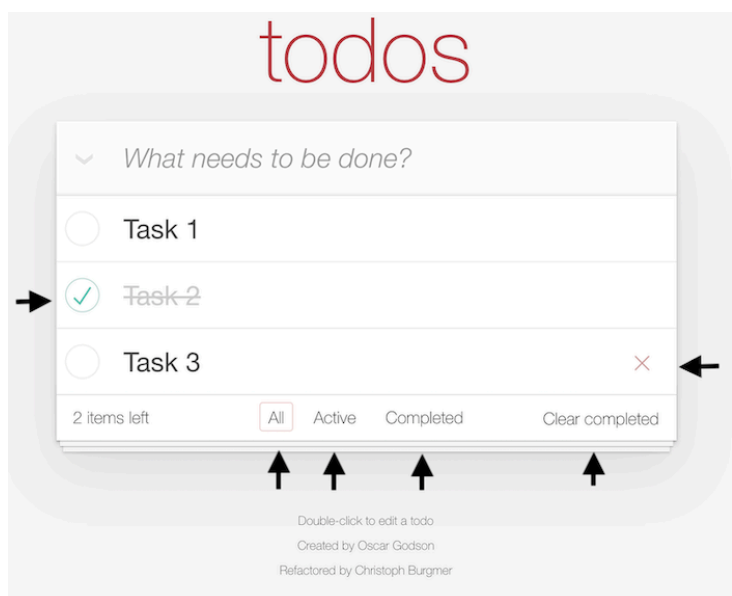 todos
What needs to be done?
Task 1
Task 2
Task 3
2 items left All Active Completed Clear completed
Double-click to edit a todo
Created by Oscar Godson
Refactored by Christoph Burgmer